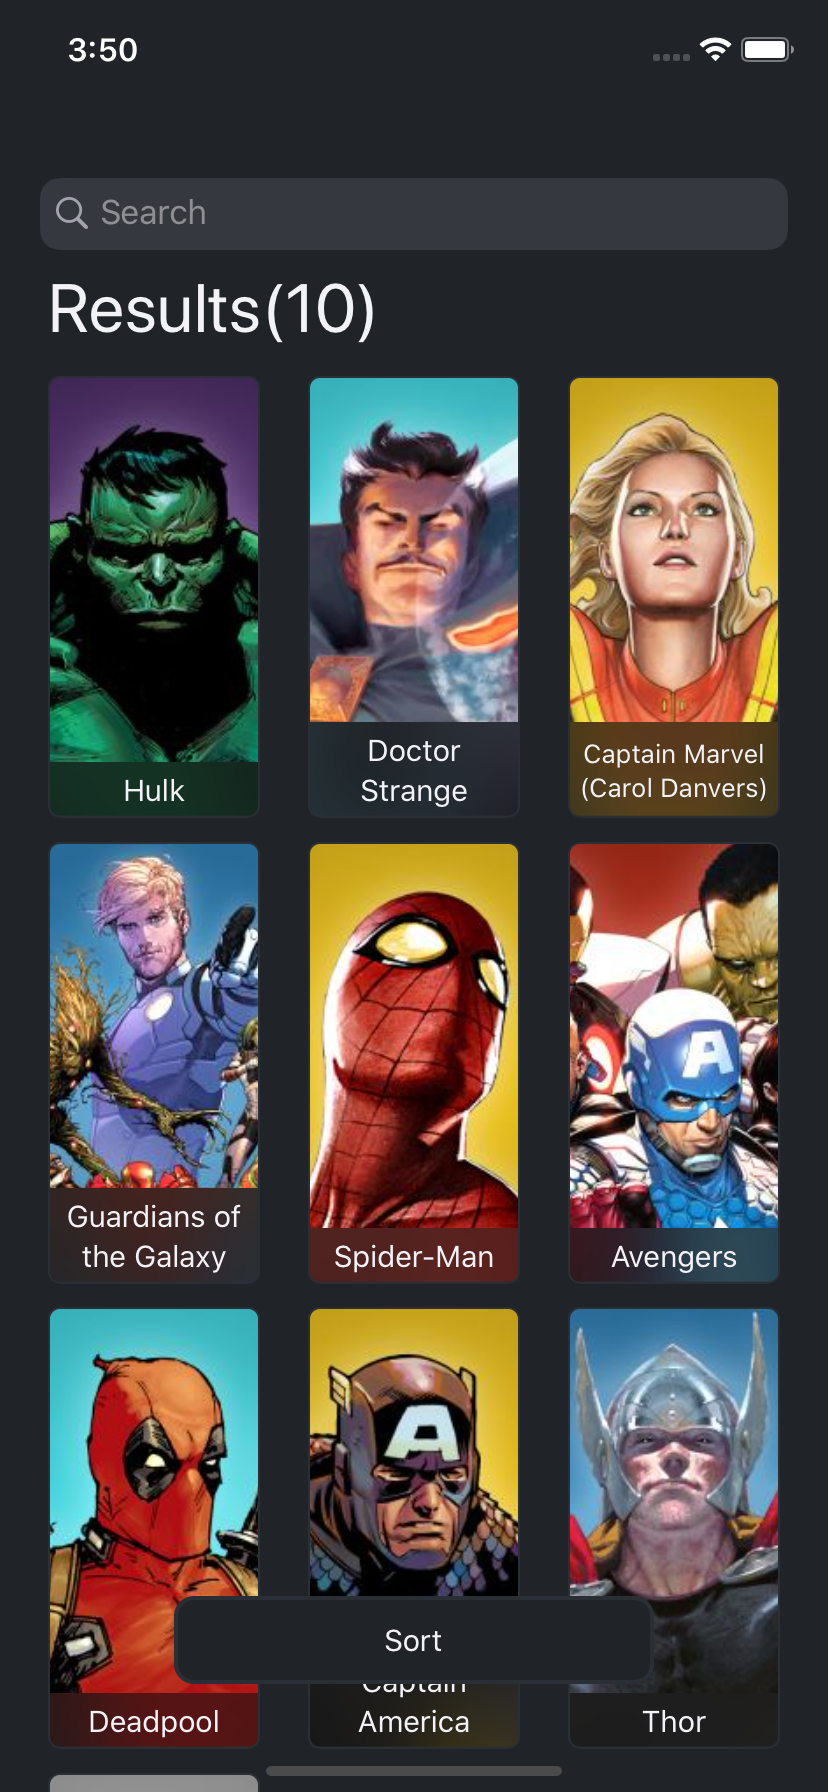 3:50
Search
Results(10)
Hulk
Doctor
Strange
Captain Marvel
(Carol Danvers)
Guardians of
the Galaxy
Spider-Man
A
Avengers
A
Sort
Deadpool
Captain
America
Thor